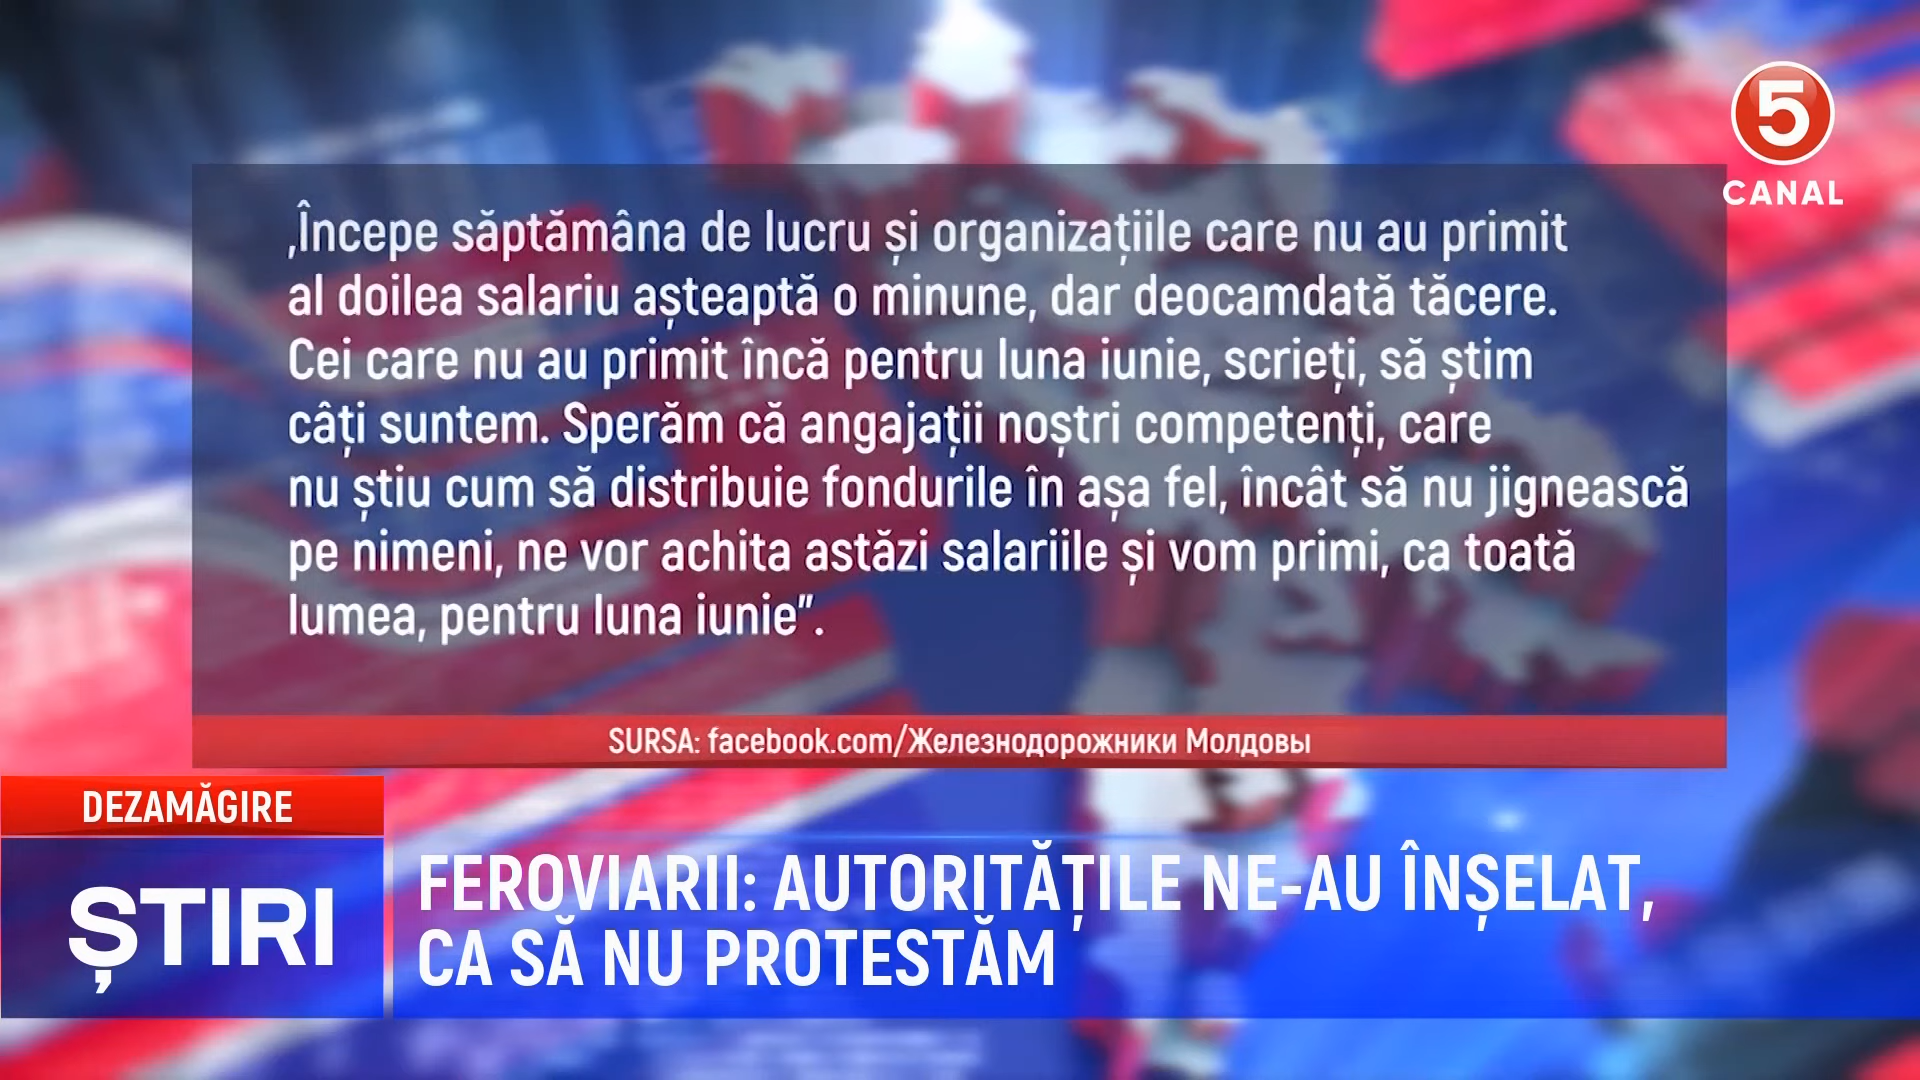 5
CANAL
‚Începe săptămâna de lucru și organizațiile care nu au primit
al doilea salariu așteaptă o minune, dar deocamdată tăcere.
Cei care nu au primit încă pentru luna iunie, scrieți, să știm
câți suntem. Sperăm că angajații noștri competenți, care
nu știu cum să distribuie fondurile în așa fel, încât să nu jignească
pe nimeni, ne vor achita astăzi salariile și vom primi, ca toată
lumea, pentru luna iunie”.
SURSA: facebook.com/Железнодорожники Молдовы
DEZAMĂGIRE
ȘTIRI
FEROVIARII: AUTORITĂȚILE NE-AU ÎNȘELAT,
CA SĂ NU PROTESTĂM